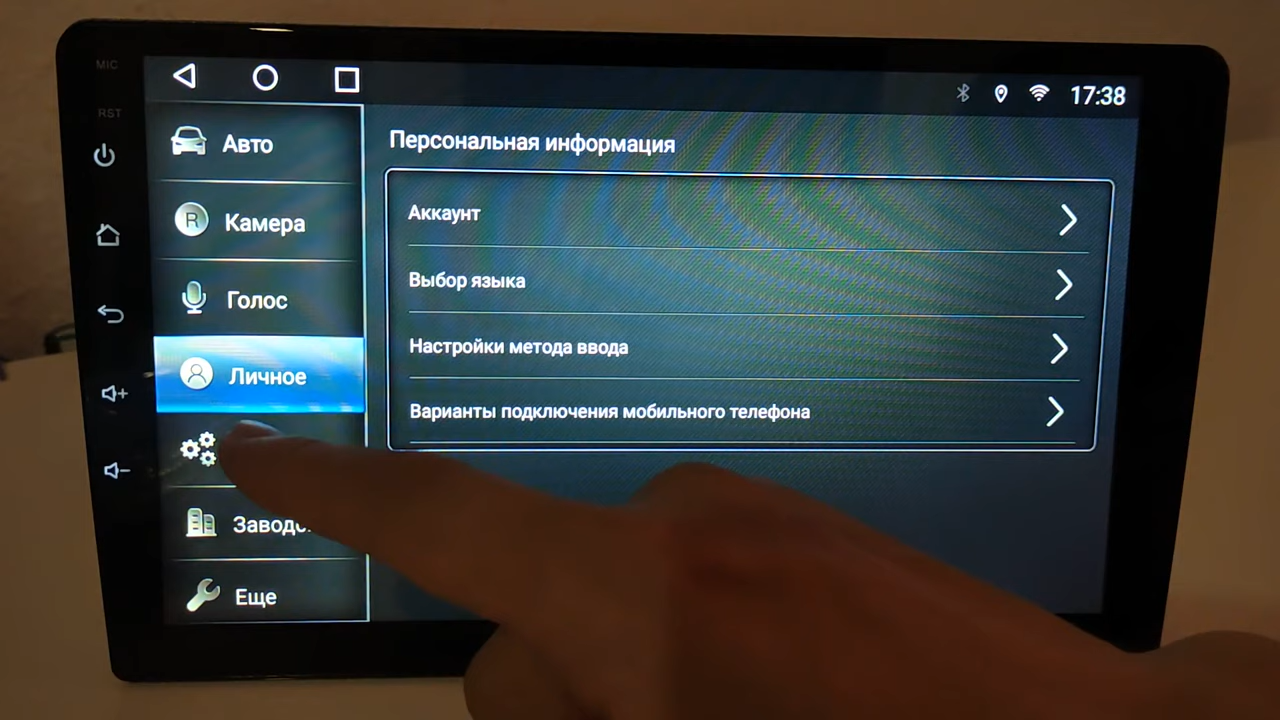 MIC
RST
17:38
Авто
Камера
R
Голос
Личное
Еще
Персональная информация
Аккаунт
Выбор языка
Настройки метода ввода
Варианты подключения мобильного телефона